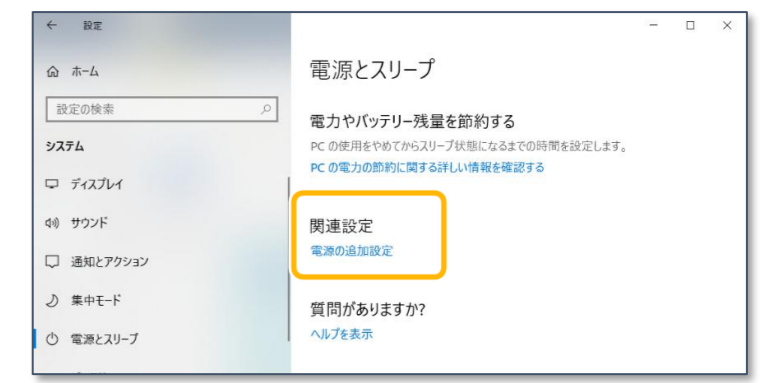 設定
ホーム
設定の検索
システム
ディスプレイ
サウンド
通知とアクション
集中モード
電源とスリープ
電源とスリープ
電力やバッテリー残量を節約する
PC の使用をやめてからスリープ状態になるまでの時間を設定します。
PC の電力の節約に関する詳しい情報を確認する
関連設定
電源の追加設定
質問がありますか?
ヘルプを表示